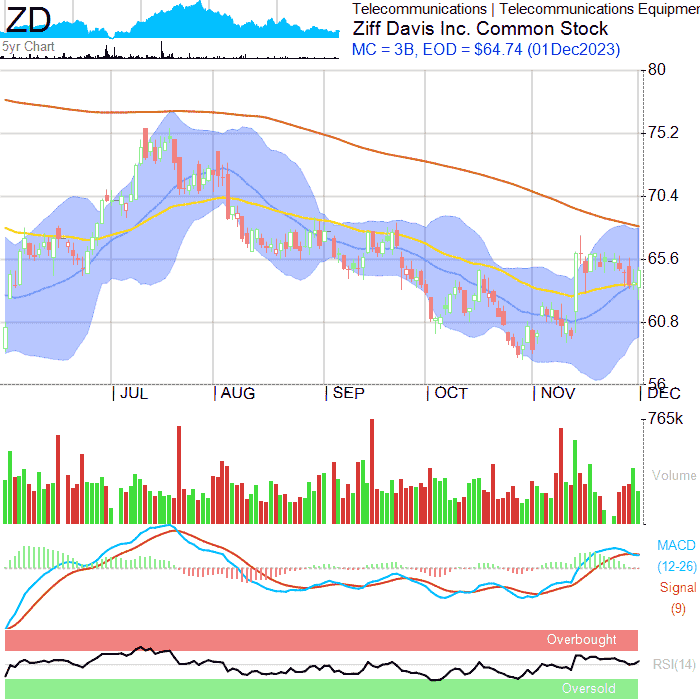 ZD
Telecommunications | Telecommunications Equipmen
Ziff Davis Inc. Common Stock
5yr Chart
MC = 3B, EOD = $64.74 (01Dec2023)
80
75.2
70.4
65.6
60.8
56
JUL
AUG
SEP
OCT
NOV
DEC
765k
Volume
MACD
(12-26)
Signal
(9)
Overbought
RSI(14)
Oversold